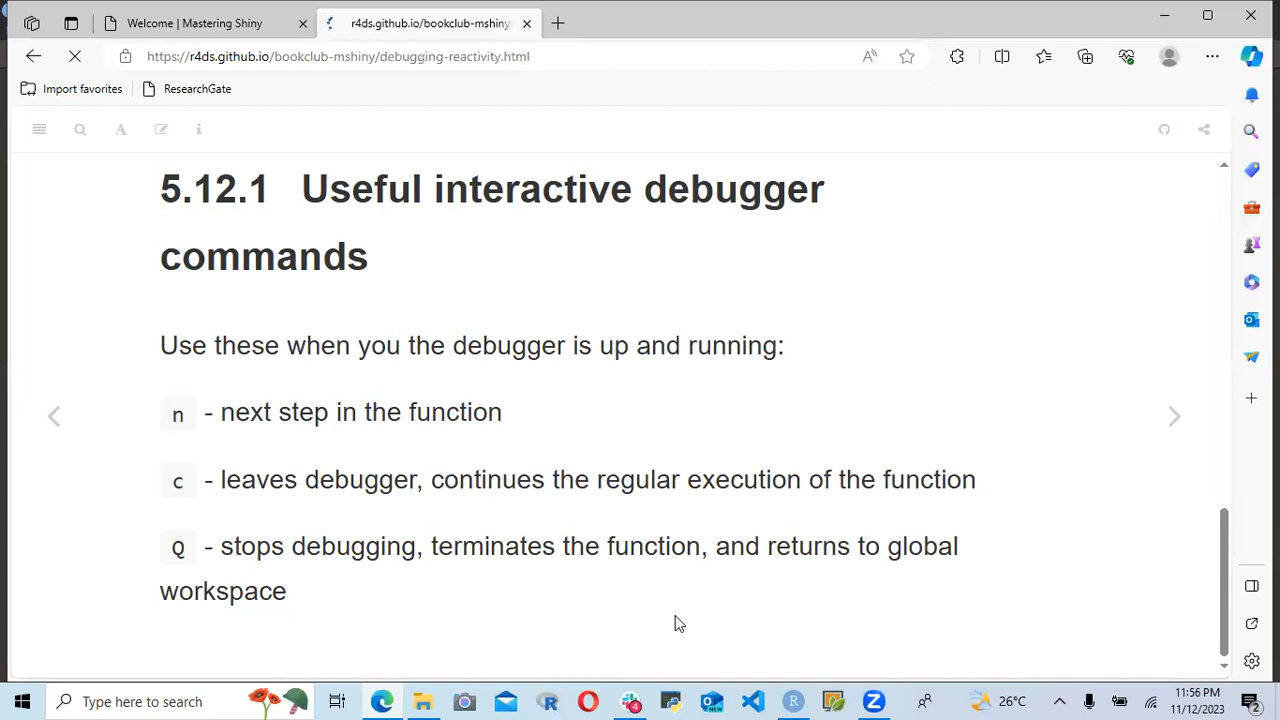 Welcome | Mastering Shiny
r4ds.github.io/bookclub-mshiny
https://r4ds.github.io/bookclub-mshiny/debugging-reactivity.html
Import favorites
ResearchGate
5.12.1 Useful interactive debugger
commands
Use these when you the debugger is up and running:
n - next step in the function
c - leaves debugger, continues the regular execution of the function
Q - stops debugging, terminates the function, and returns to global
workspace
Type here to search
4
26°C
11:56 PM
11/12/2023
2